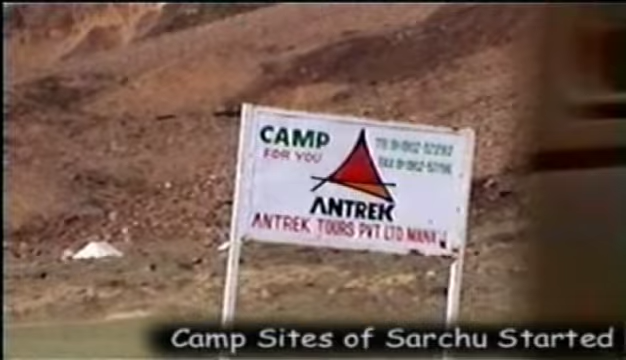 CAMP
FOR YOU
ANTREK
ANTREK TOURS PVT LTD
Camp Sites of Sarchu Started